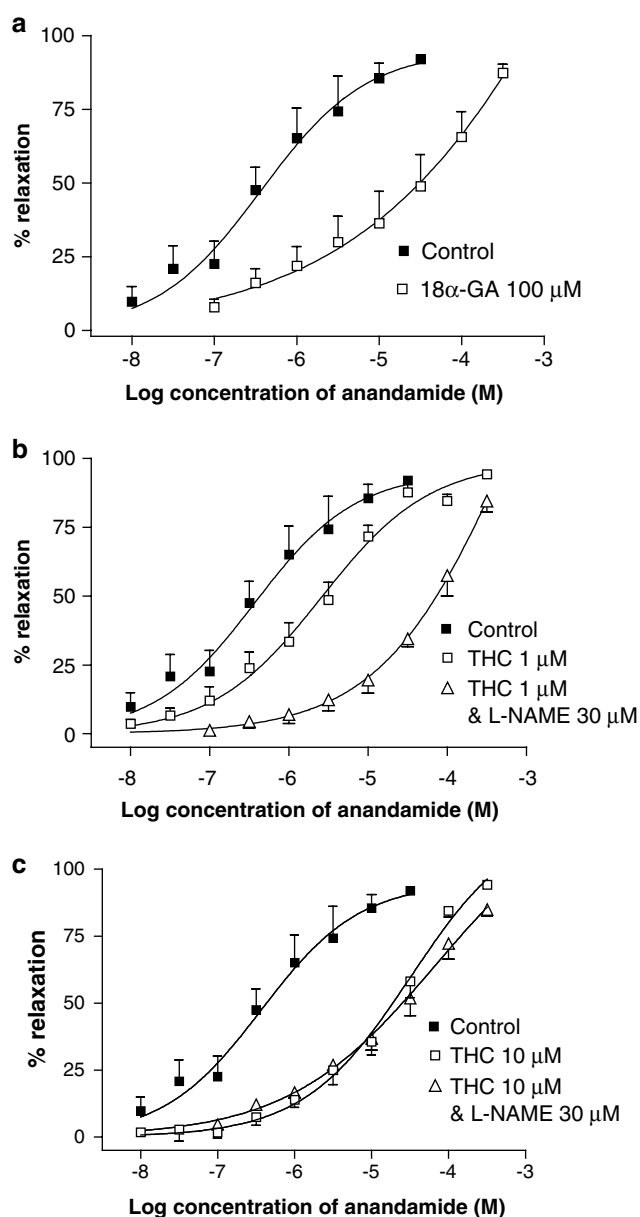 a
100
75
50
25
0
% relaxation
Control
18α-GA 100 μM
-8 -7 -6 -5 -4 -3
Log concentration of anandamide (M)
b
100
75
50
25
0
% relaxation
Control
THC 1 μM
THC 1 μM
& L-NAME 30 μM
-8 -7 -6 -5 -4 -3
Log concentration of anandamide (M)
c
100
75
50
25
0
% relaxation
Control
THC 10 μM
THC 10 μM
& L-NAME 30 μM
-8 -7 -6 -5 -4 -3
Log concentration of anandamide (M)